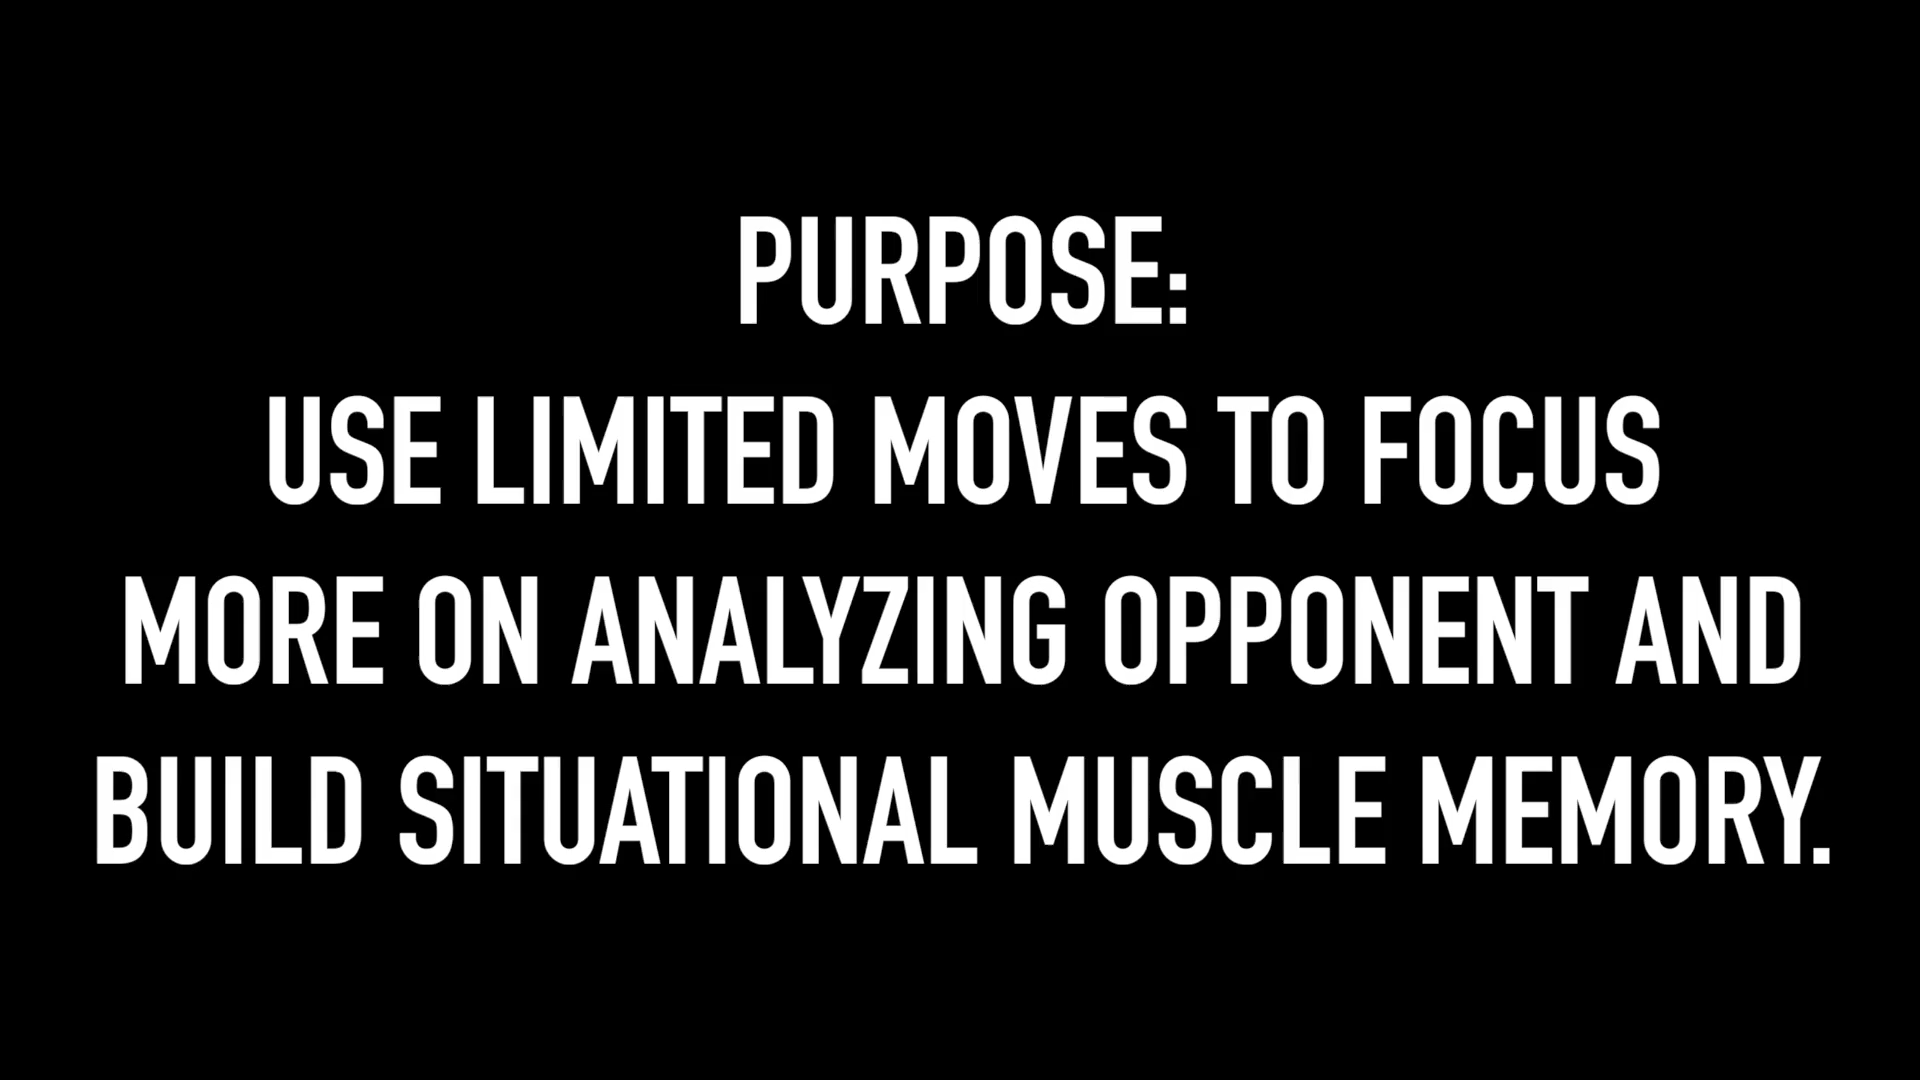 PURPOSE:
USE LIMITED MOVES TO FOCUS
MORE ON ANALYZING OPPONENT AND
BUILD SITUATIONAL MUSCLE MEMORY.